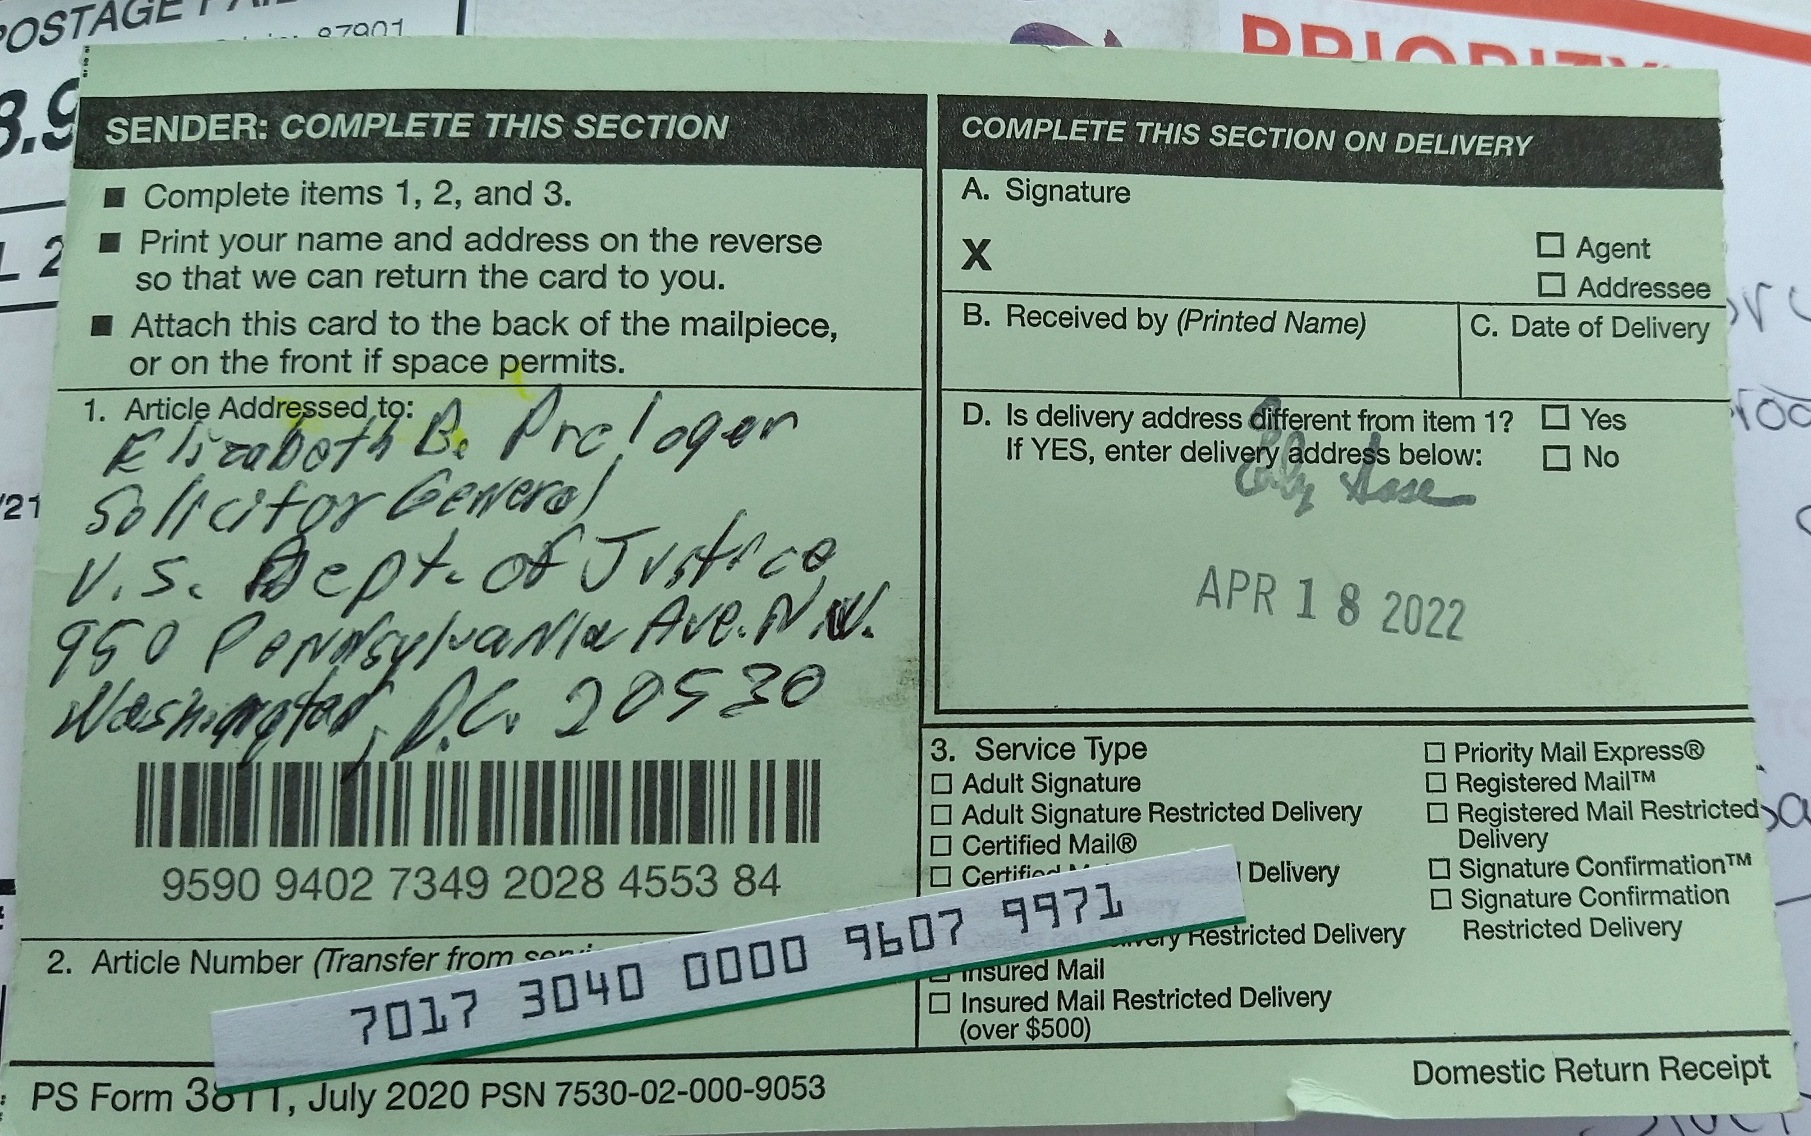 POSTAGE PAI
87901
PRIORITY
SENDER: COMPLETE THIS SECTION
■ Complete items 1, 2, and 3.
■ Print your name and address on the reverse
so that we can return the card to you.
■ Attach this card to the back of the mailpiece,
or on the front if space permits.
1. Article Addressed to:
Elizabeth B. Prelogar
Solicitor General
U.S. Dept. of Justice
950 Pennsylvania Ave. N.W.
Washington, D.C. 20530
9590 9402 7349 2028 4553 84
2. Article Number (Transfer from
7017 3040 0000 9607 9971
PS Form 3811, July 2020 PSN 7530-02-000-9053
COMPLETE THIS SECTION ON DELIVERY
A. Signature
X
☐ Agent
☐ Addressee
B. Received by (Printed Name)
C. Date of Delivery
D. Is delivery address different from item 1? ☐ Yes
If YES, enter delivery address below: ☐ No
APR 18 2022
3. Service Type
☐ Adult Signature
☐ Adult Signature Restricted Delivery
☐ Certified Mail®
☐ Certified Delivery
Restricted Delivery
Insured Mail
☐ Insured Mail Restricted Delivery
(over $500)
☐ Priority Mail Express®
☐ Registered Mail™
☐ Registered Mail Restricted
Delivery
☐ Signature Confirmation™
☐ Signature Confirmation
Restricted Delivery
Domestic Return Receipt